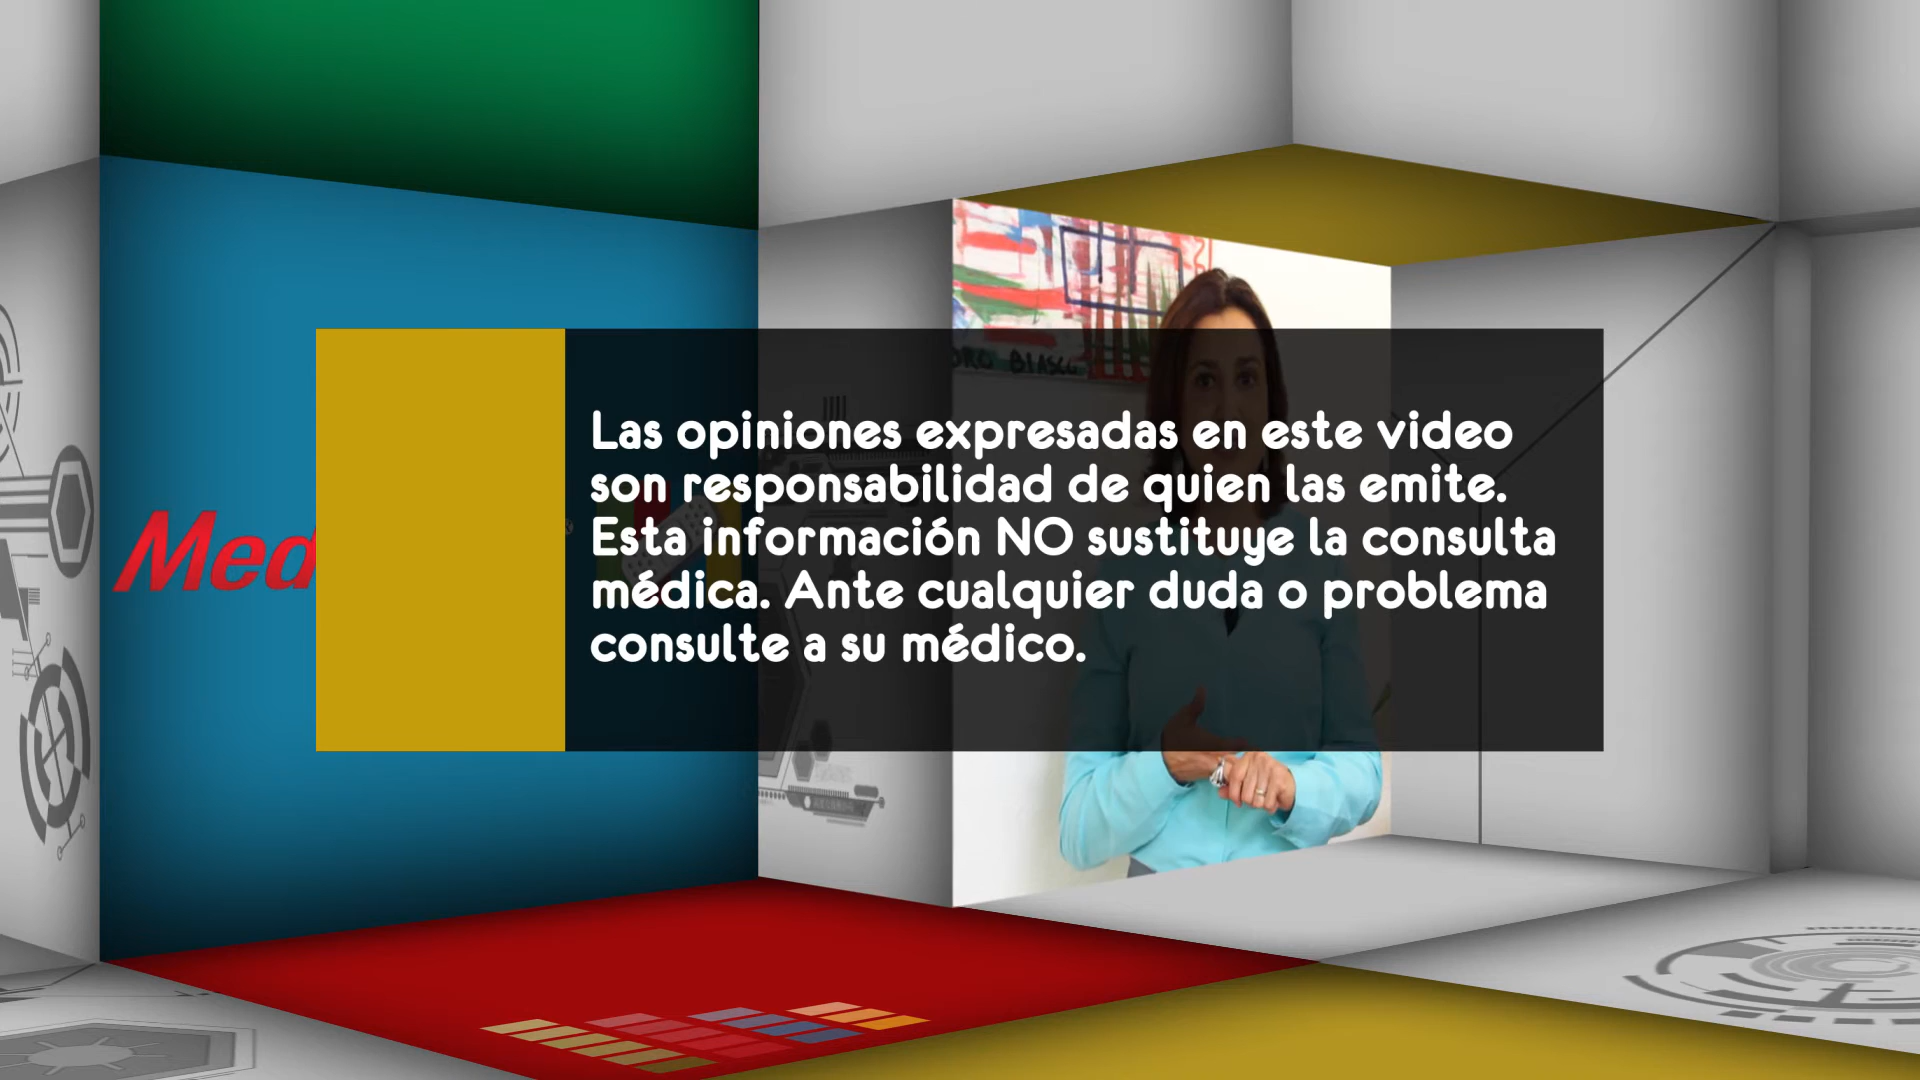 Las opiniones expresadas en este video
son responsabilidad de quien las emite.
Esta información NO sustituye la consulta
médica. Ante cualquier duda o problema
consulte a su médico.
Med